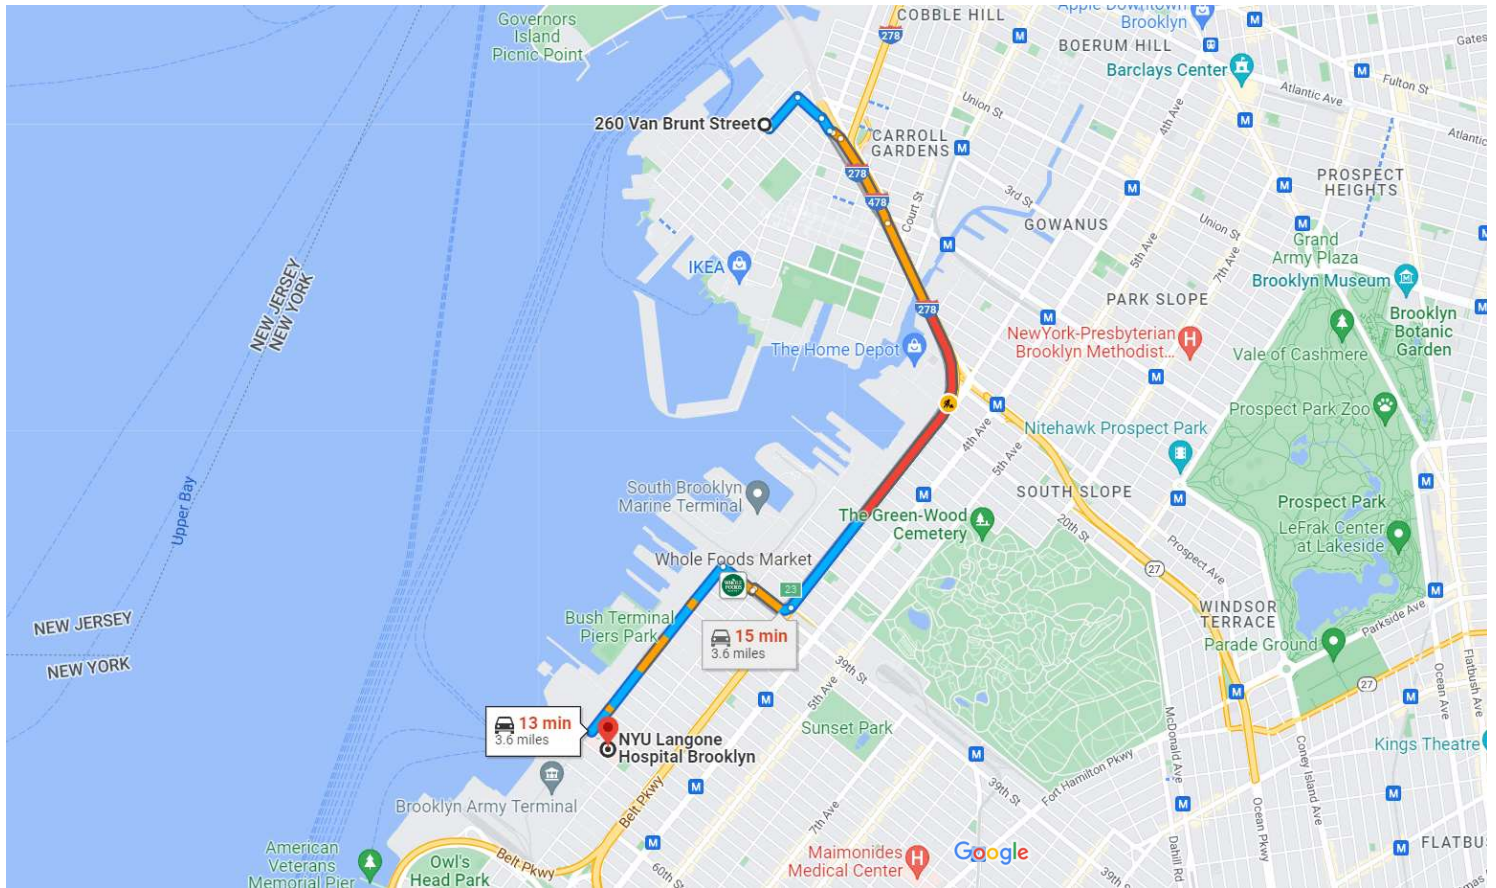 Governors
Island
Picnic Point
COBBLE HILL
278
Apple Downtown
Brooklyn
BOERUM HILL
M
M
Gates
Barclays Center
M
Fulton St
Atlantic Ave
Union St
4th Ave
M
Atlantic
260 Van Brunt Street
CARROLL
GARDENS
M
278
478
Court St
3rd St
M
GOWANUS
Union St
M
PROSPECT
HEIGHTS
M
M
5th Ave
7th Ave
Grand
Army Plaza
M
M
IKEA
Brooklyn Museum
NEW JERSEY
NEW YORK
278
PARK SLOPE
M
M
Brooklyn
Botanic
Garden
NewYork-Presbyterian
Brooklyn Methodist...
H
Vale of Cashmere
The Home Depot
M
M
Prospect Park Zoo
4th Ave
5th Ave
Nitehawk Prospect Park
South Brooklyn
Marine Terminal
M
SOUTH SLOPE
M
M
Prospect Park
LeFrak Center
at Lakeside
Upper Bay
The Green-Wood
Cemetery
20th St
Prospect Ave
27
Whole Foods Market
WHOLE
FOODS
23
M
WINDSOR
TERRACE
Parkside Ave
Bush Terminal
Piers Park
NEW JERSEY
NEW YORK
15 min
3.6 miles
Parade Ground
39th St
M
27
M
M
5th Ave
Sunset Park
McDonald Ave
Ocean Ave
Flatbush Ave
13 min
3.6 miles
NYU Langone
Hospital Brooklyn
M
Coney Island Ave
Kings Theatre
Fort Hamilton Pkwy
39th St
Brooklyn Army Terminal
M
Belt Pkwy
M
M
Ocean Pkwy
7th Ave
Dahill Rd
American
Veterans
Memorial Pier
Owl's
Head Park
Belt Pkwy
M
60th St
Maimonides
Medical Center
H
Google
M
FLATBUS